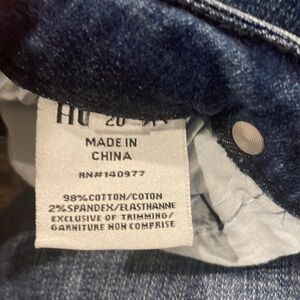 MADE IN
CHINA
RN#140977
98%COTTON/COTON
2%SPANDEX/ELASTHANNE
EXCLUSIVE OF TRIMMING/
GARNITURE NON COMPRISE